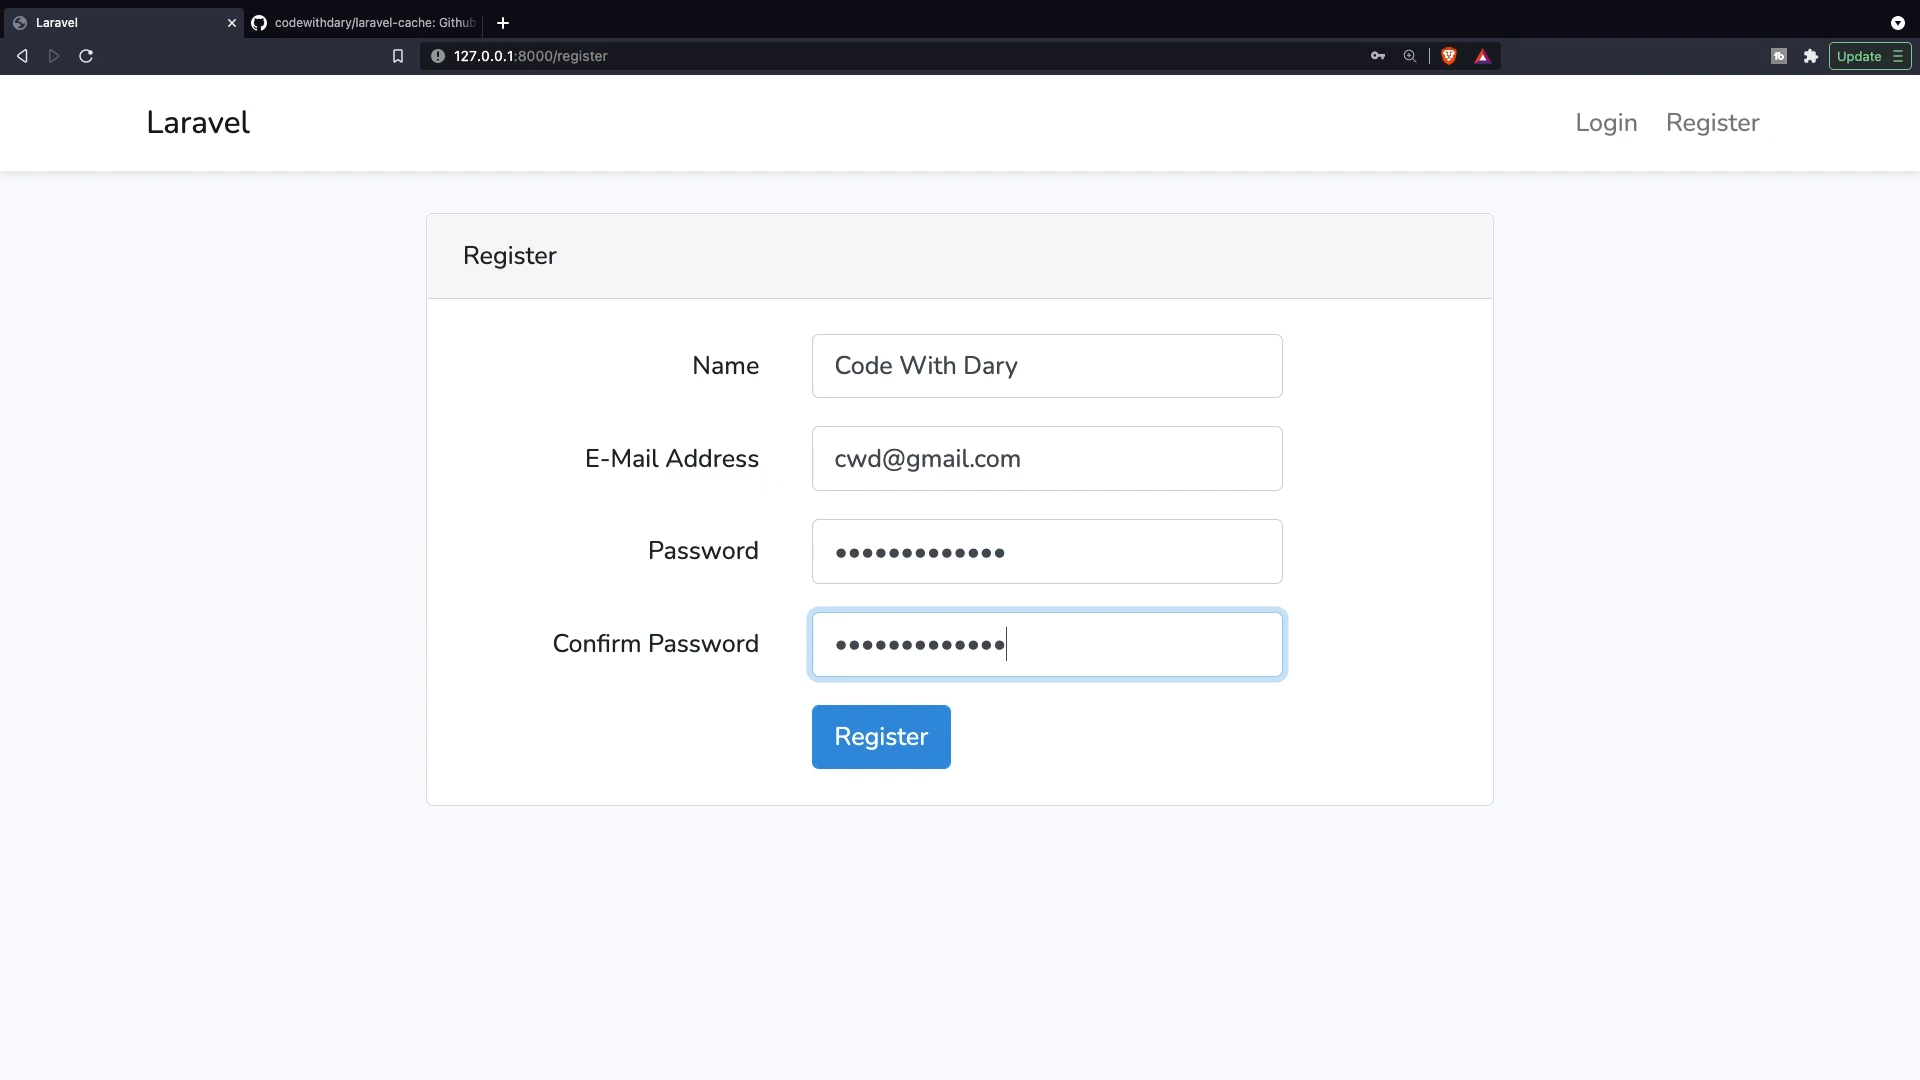 Laravel
codewithdary/laravel-cache: Github
127.0.0.1:8000/register
Update
Laravel
Login
Register
Register
Name
Code With Dary
E-Mail Address
cwd@gmail.com
Password
•••••••••••••
Confirm Password
•••••••••••••
Register